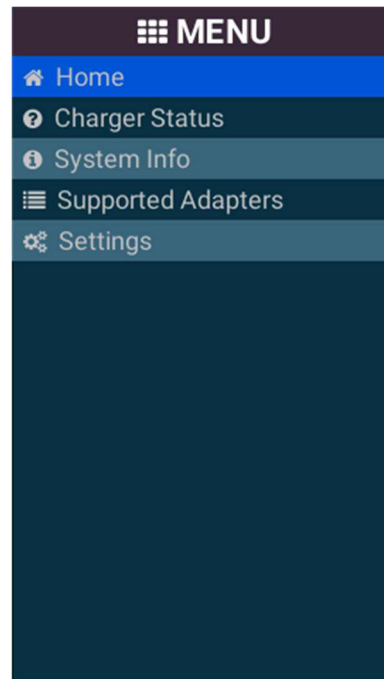 MENU
Home
Charger Status
System Info
Supported Adapters
Settings